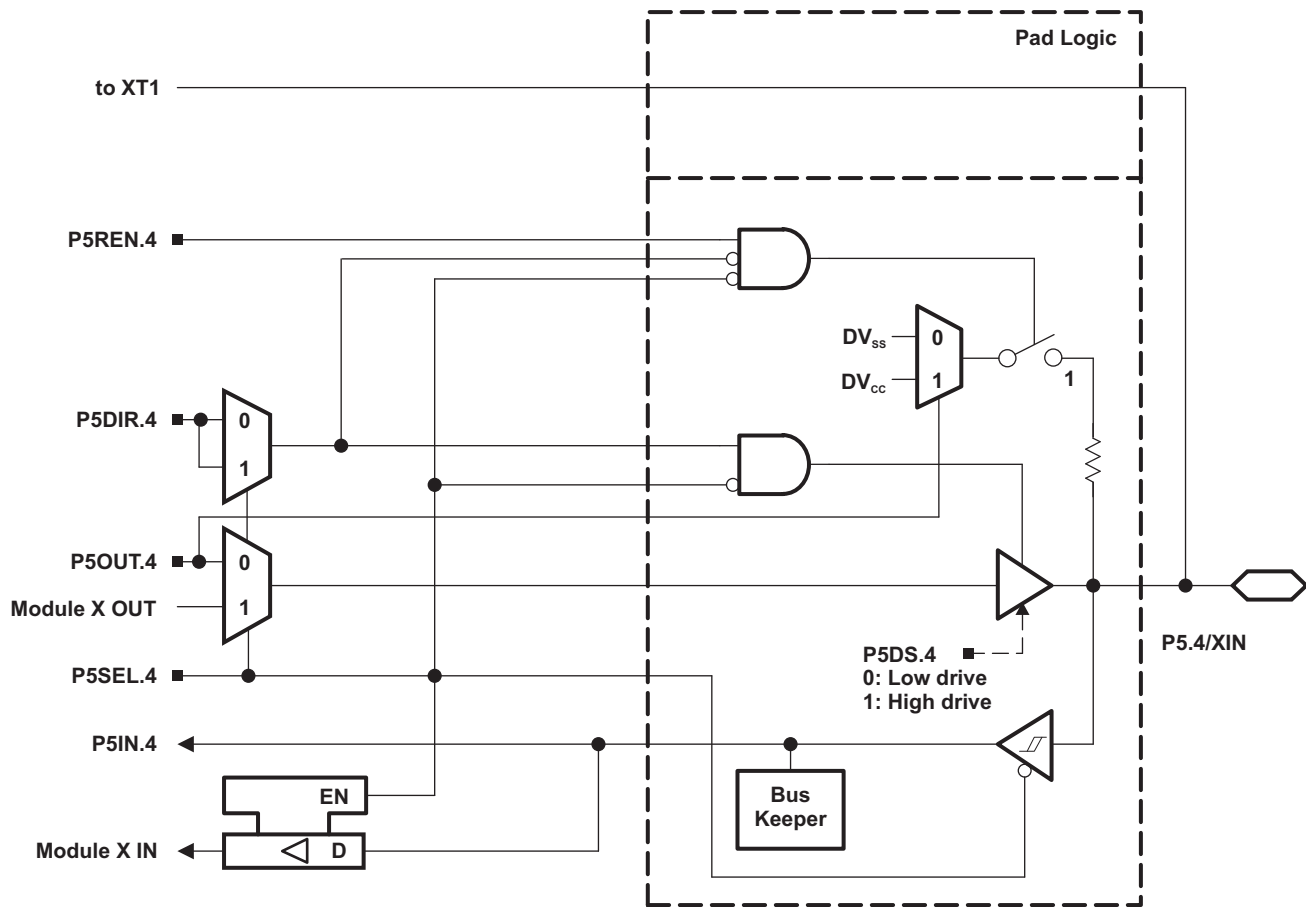 Pad Logic
to XT1
P5REN.4
DVss
0
DVcc
1
1
P5DIR.4
0
1
P5OUT.4
0
Module X OUT
1
P5DS.4
0: Low drive
1: High drive
P5.4/XIN
P5SEL.4
P5IN.4
Bus
Keeper
EN
Module X IN
D